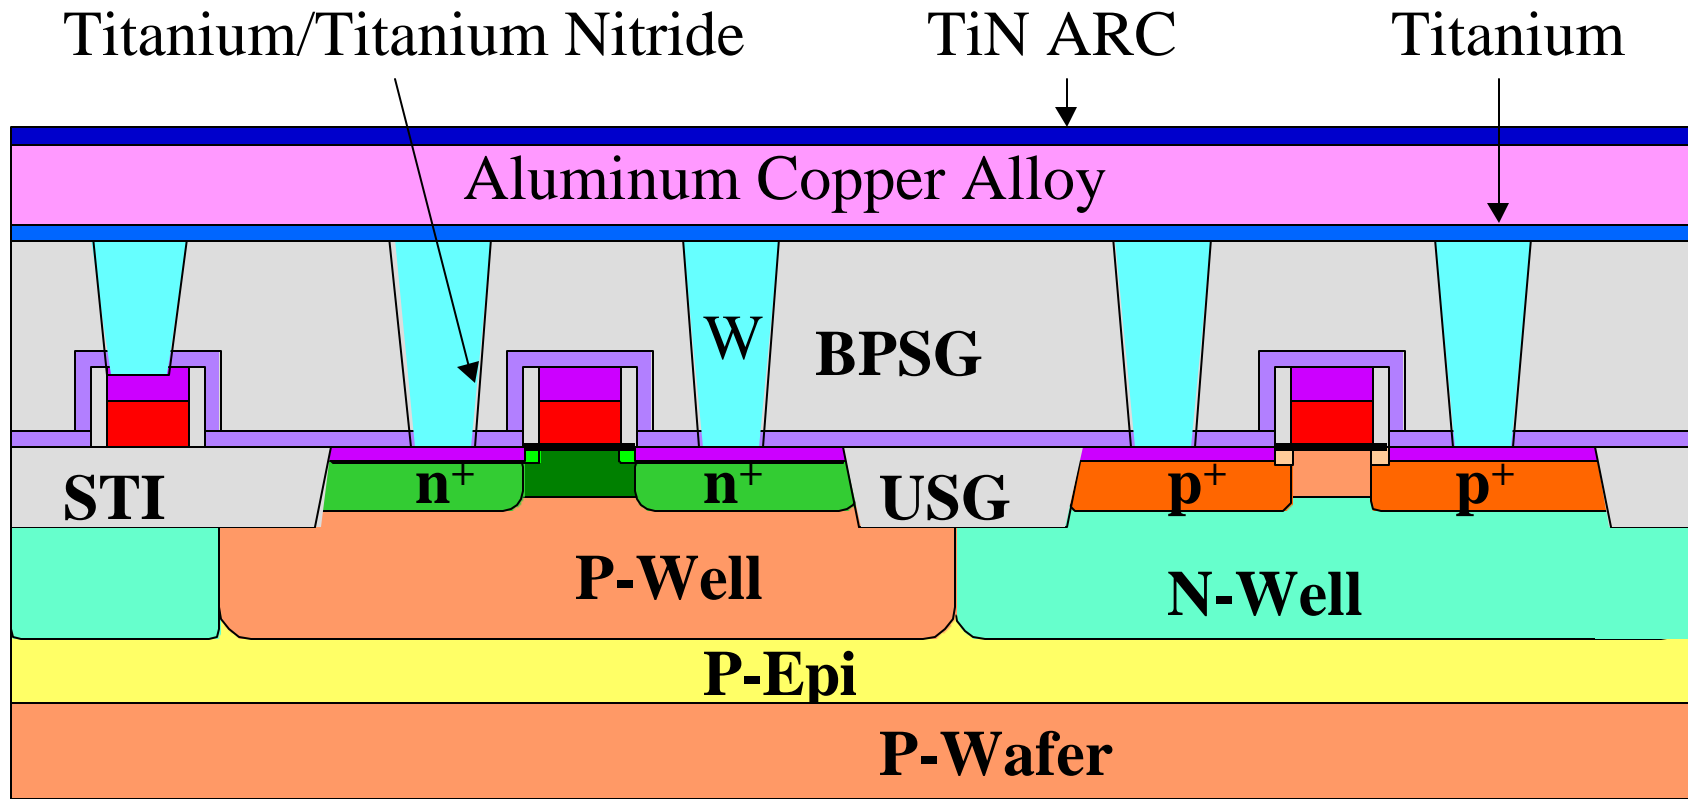 Titanium/Titanium Nitride
TiN ARC
Titanium
Aluminum Copper Alloy
W
BPSG
STI
n+
n+
USG
p+
p+
P-Well
N-Well
P-Epi
P-Wafer